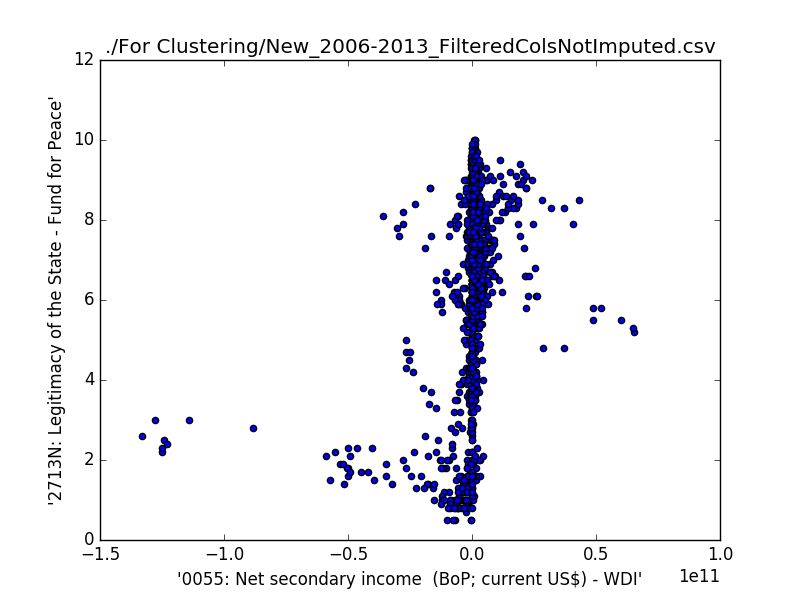 ./For Clustering/New_2006-2013_FilteredColsNotImputed.csv
12
10
8
6
4
2
0
'2713N: Legitimacy of the State - Fund for Peace'
−1.5 −1.0 −0.5 0.0 0.5 1.0
1e11
'0055: Net secondary income  (BoP; current US$) - WDI'